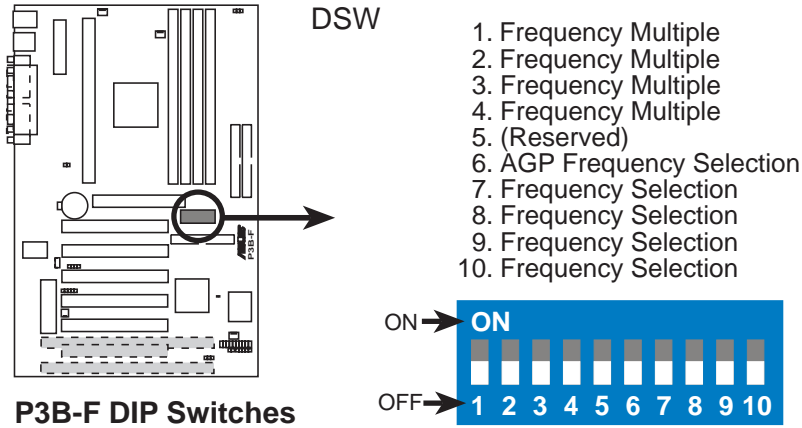 DSW
1. Frequency Multiple
2. Frequency Multiple
3. Frequency Multiple
4. Frequency Multiple
5. (Reserved)
6. AGP Frequency Selection
7. Frequency Selection
8. Frequency Selection
9. Frequency Selection
10. Frequency Selection
ASUS
P3B-F
ON
ON
OFF
1 2 3 4 5 6 7 8 9 10
P3B-F DIP Switches